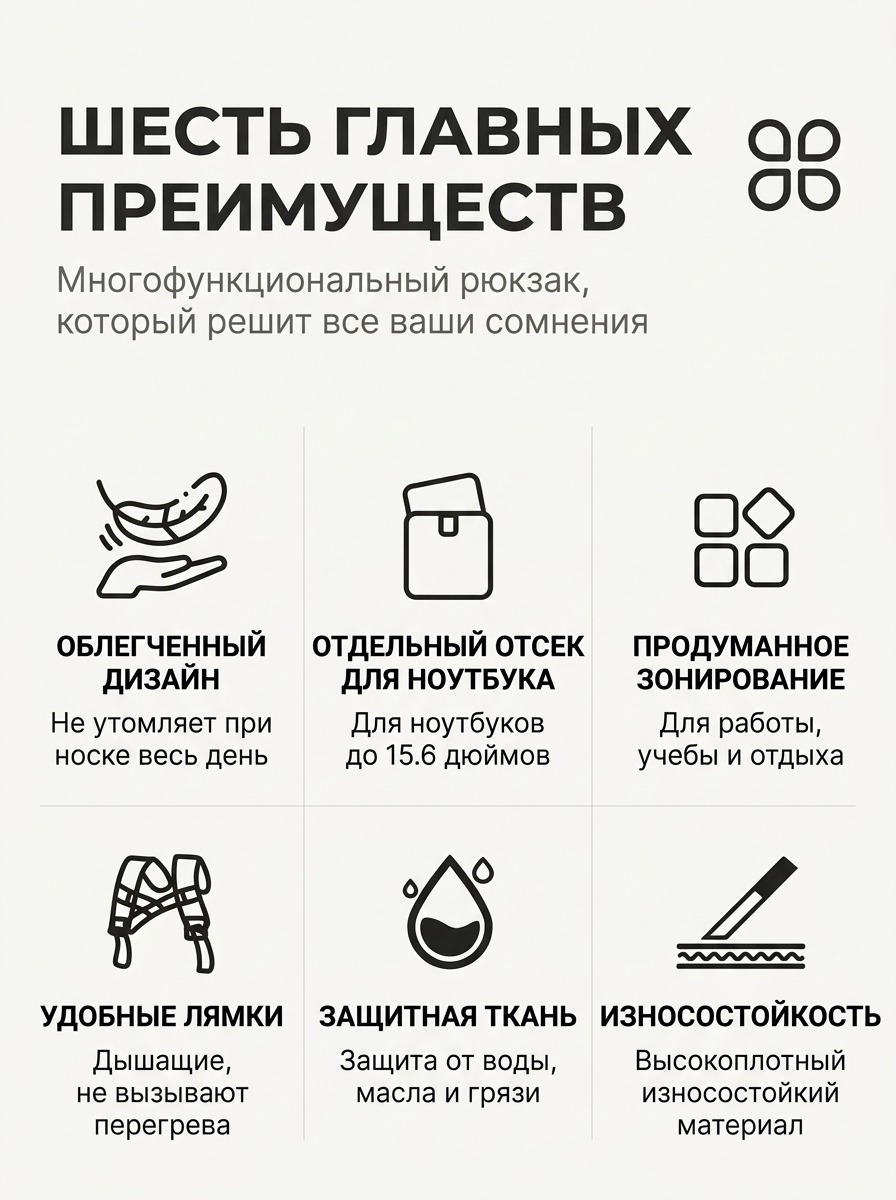 ШЕСТЬ ГЛАВНЫХ
ПРЕИМУЩЕСТВ
Многофункциональный рюкзак,
который решит все ваши сомнения
ОБЛЕГЧЕННЫЙ
ДИЗАЙН
Не утомляет при
носке весь день
ОТДЕЛЬНЫЙ ОТСЕК
ДЛЯ НОУТБУКА
Для ноутбуков
до 15.6 дюймов
ПРОДУМАННОЕ
ЗОНИРОВАНИЕ
Для работы,
учебы и отдыха
УДОБНЫЕ ЛЯМКИ
Дышащие,
не вызывают
перегрева
ЗАЩИТНАЯ ТКАНЬ
Защита от воды,
масла и грязи
ИЗНОСОСТОЙКОСТЬ
Высокоплотный
износостойкий
материал